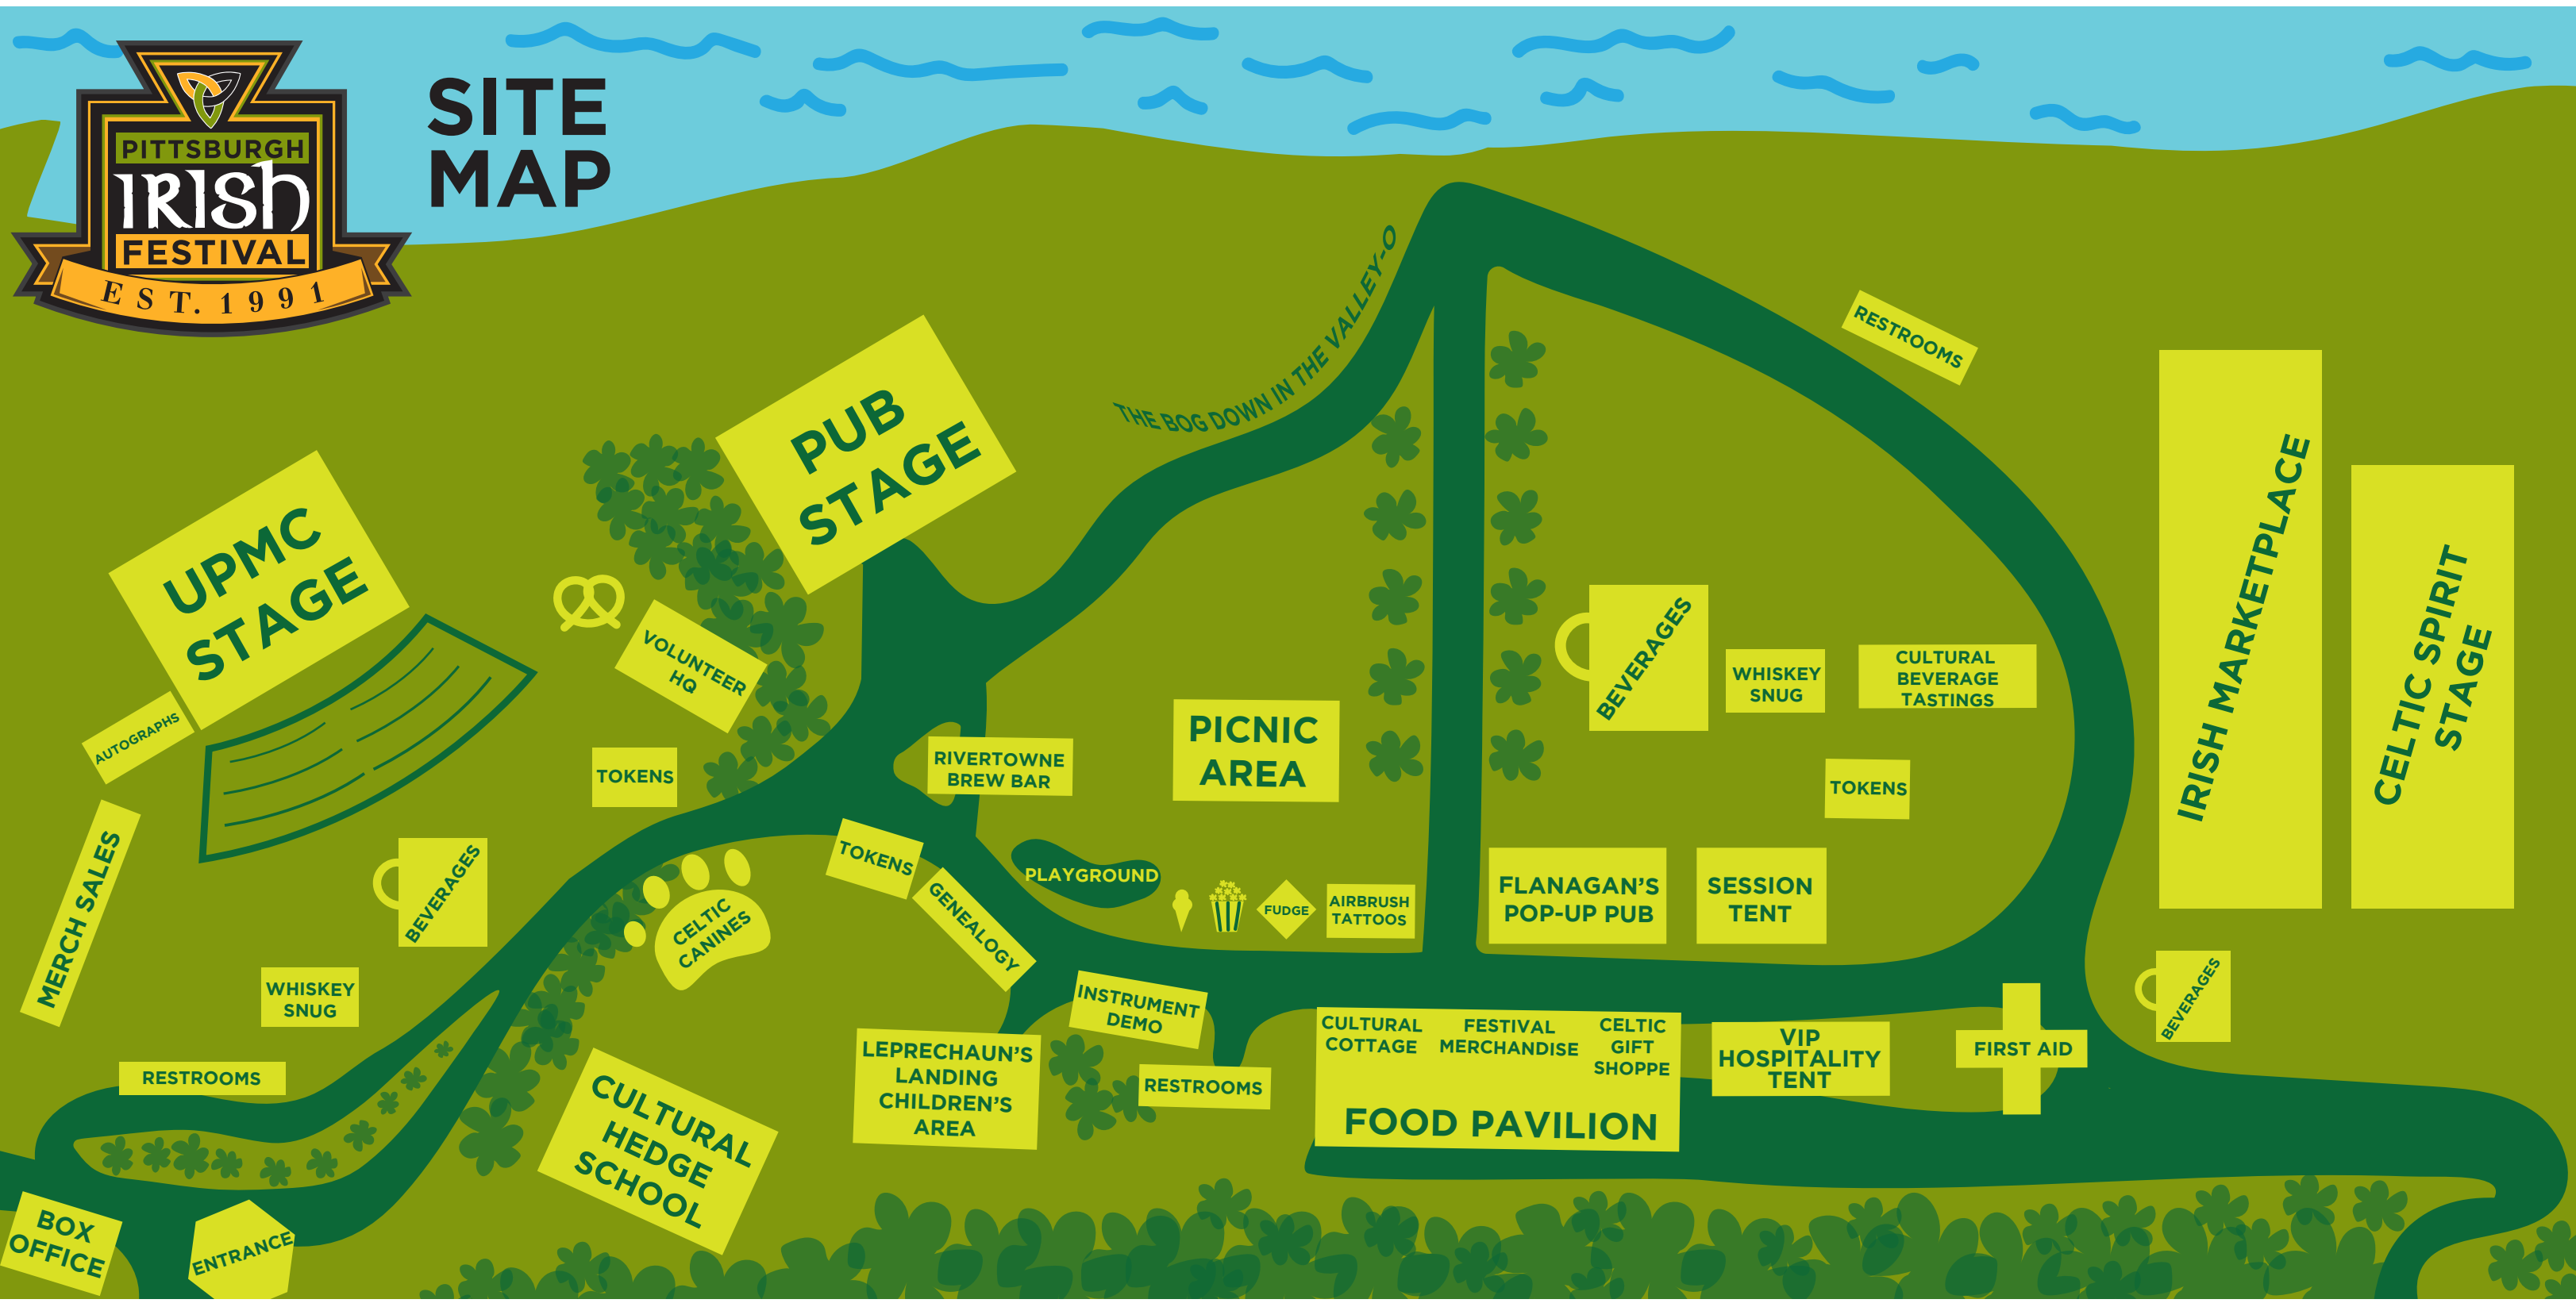 PITTSBURGH
IRISH
FESTIVAL
EST. 1991
SITE
MAP
THE BOG DOWN IN THE VALLEY-O
RESTROOMS
PUB
STAGE
UPMC
STAGE
VOLUNTEER
HQ
AUTOGRAPHS
TOKENS
RIVERTOWNE
BREW BAR
PICNIC
AREA
BEVERAGES
WHISKEY
SNUG
CULTURAL
BEVERAGE
TASTINGS
TOKENS
IRISH MARKETPLACE
CELTIC SPIRIT
STAGE
MERCH SALES
BEVERAGES
WHISKEY
SNUG
RESTROOMS
TOKENS
GENEALOGY
CELTIC
CANINES
PLAYGROUND
FUDGE
AIRBRUSH
TATTOOS
FLANAGAN'S
POP-UP PUB
SESSION
TENT
INSTRUMENT
DEMO
LEPRECHAUN'S
LANDING
CHILDREN'S
AREA
RESTROOMS
CULTURAL
COTTAGE
FESTIVAL
MERCHANDISE
CELTIC
GIFT
SHOPPE
FOOD PAVILION
VIP
HOSPITALITY
TENT
FIRST AID
BEVERAGES
CULTURAL
HEDGE
SCHOOL
BOX
OFFICE
ENTRANCE